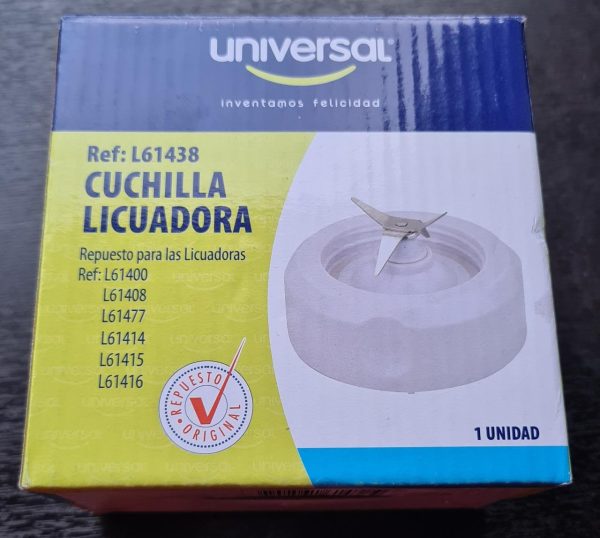 universal
inventamos felicidad
Ref: L61438
CUCHILLA
LICUADORA
Repuesto para las Licuadoras
Ref: L61400
L61408
L61477
L61414
L61415
L61416
REPUESTO
ORIGINAL
1 UNIDAD